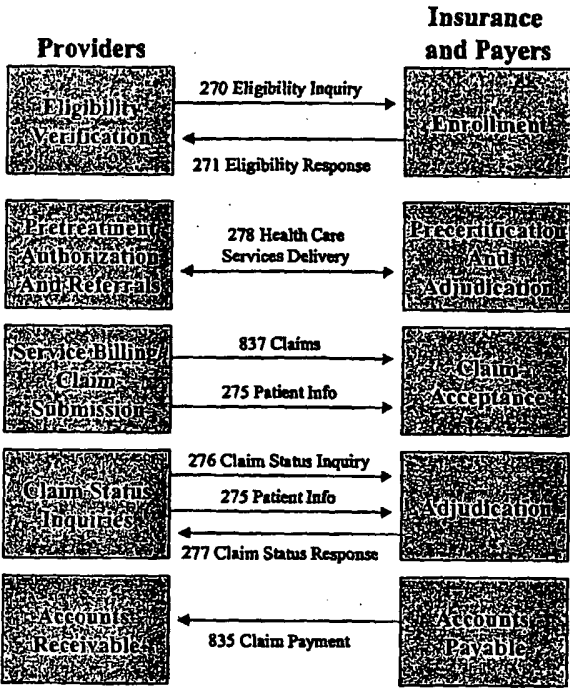 Providers
Insurance
and Payers
Eligibility
Verification
270 Eligibility Inquiry
271 Eligibility Response
Enrollment
Pretreatment
Authorization
And Referrals
278 Health Care
Services Delivery
Precertification
And
Adjudication
Service Billing/
Claim
Submission
837 Claims
275 Patient Info
Claim
Acceptance
Claim Status
Inquiries
276 Claim Status Inquiry
275 Patient Info
277 Claim Status Response
Adjudication
Accounts
Receivable
835 Claim Payment
Accounts
Payable